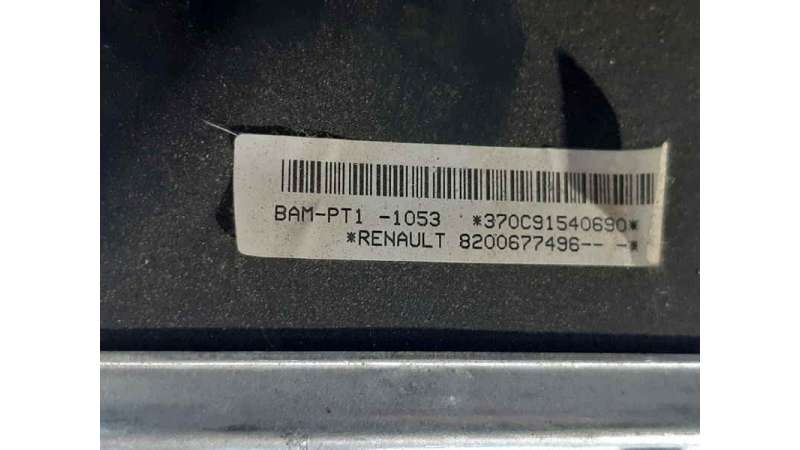 BAM-PT1 -1053 *370C91540690*
*RENAULT 8200677496-- -*